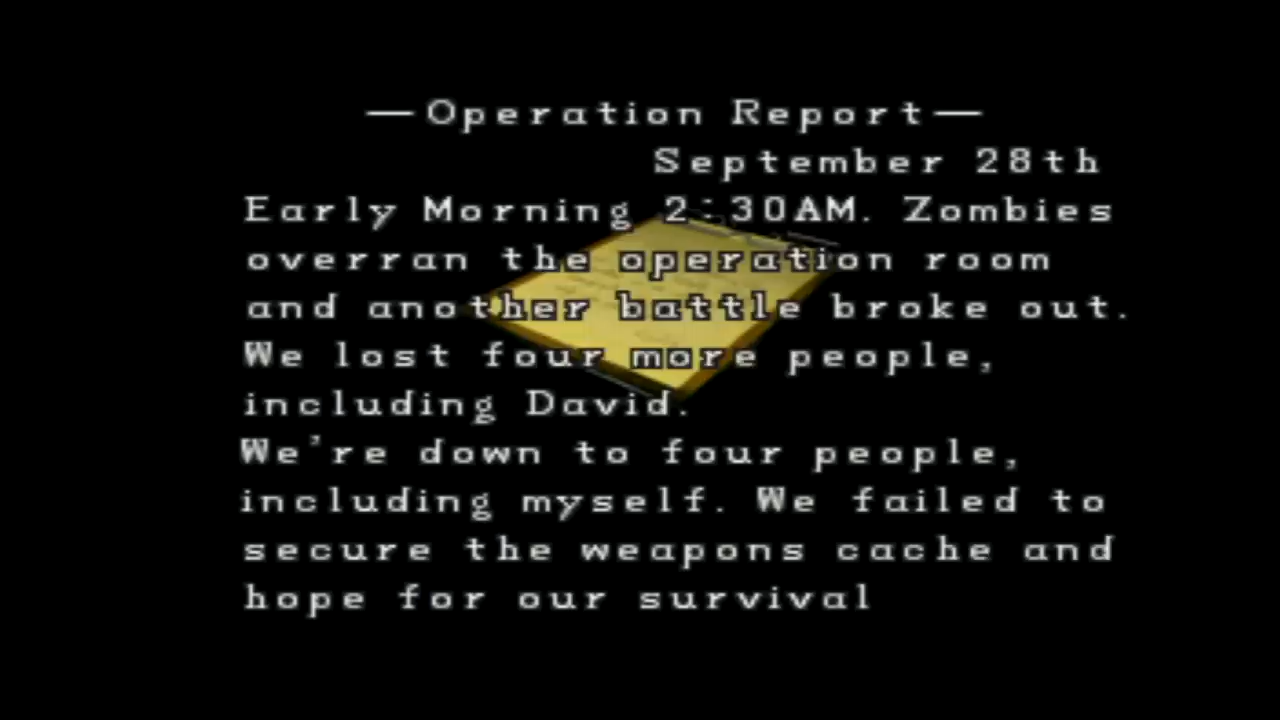 —Operation Report—
September 28th
Early Morning 2:30AM. Zombies
overran the operation room
and another battle broke out.
We lost four more people,
including David.
We're down to four people,
including myself. We failed to
secure the weapons cache and
hope for our survival